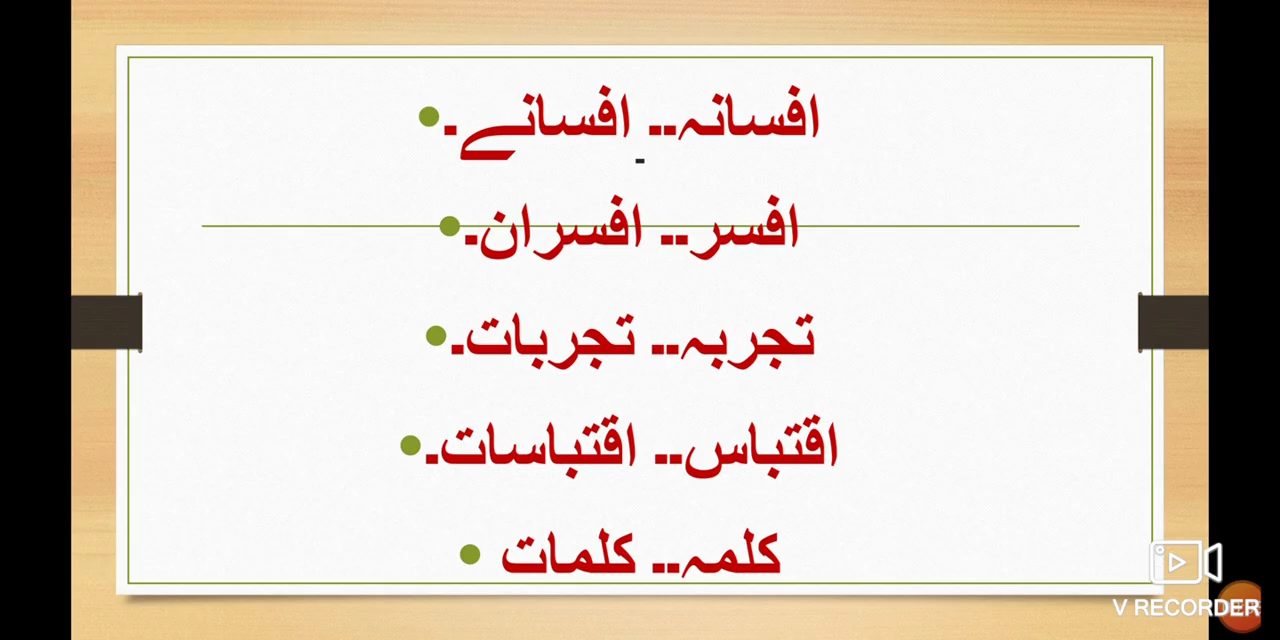 افسانہ۔۔ افسانے۔
افسر۔۔ افسران۔
تجربہ۔۔ تجربات۔
اقتباس۔۔ اقتباسات۔
کلمہ۔۔ کلمات
V RECORDER